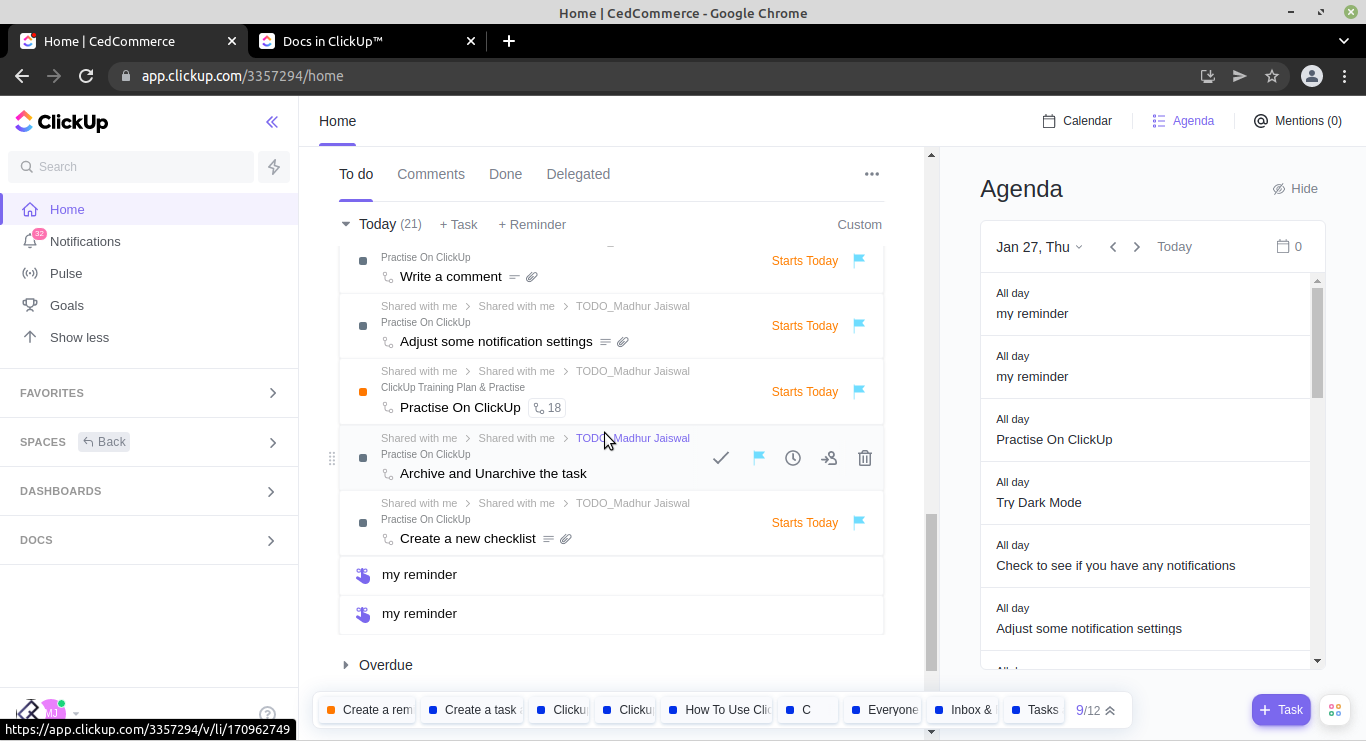 Home | CedCommerce - Google Chrome
Home | CedCommerce
Docs in ClickUp™
app.clickup.com/3357294/home
ClickUp
Search
Home
Notifications
32
Pulse
Goals
Show less
FAVORITES
SPACES
Back
DASHBOARDS
DOCS
MJ
https://app.clickup.com/3357294/v/li/170962749
Home
Calendar
Agenda
Mentions (0)
To do
Comments
Done
Delegated
Today (21)
+ Task
+ Reminder
Custom
Practise On ClickUp
Write a comment
Starts Today
Shared with me > Shared with me > TODO_Madhur Jaiswal
Practise On ClickUp
Adjust some notification settings
Starts Today
Shared with me > Shared with me > TODO_Madhur Jaiswal
ClickUp Training Plan & Practise
Practise On ClickUp
18
Starts Today
Shared with me > Shared with me > TODO_Madhur Jaiswal
Practise On ClickUp
Archive and Unarchive the task
Shared with me > Shared with me > TODO_Madhur Jaiswal
Practise On ClickUp
Create a new checklist
Starts Today
my reminder
my reminder
Overdue
Agenda
Hide
Jan 27, Thu
Today
0
All day
my reminder
All day
my reminder
All day
Practise On ClickUp
All day
Try Dark Mode
All day
Check to see if you have any notifications
All day
Adjust some notification settings
Create a rem
Create a task
Clicku
Clicku
How To Use Clic
C
Everyone
Inbox &
Tasks
9/12
+ Task